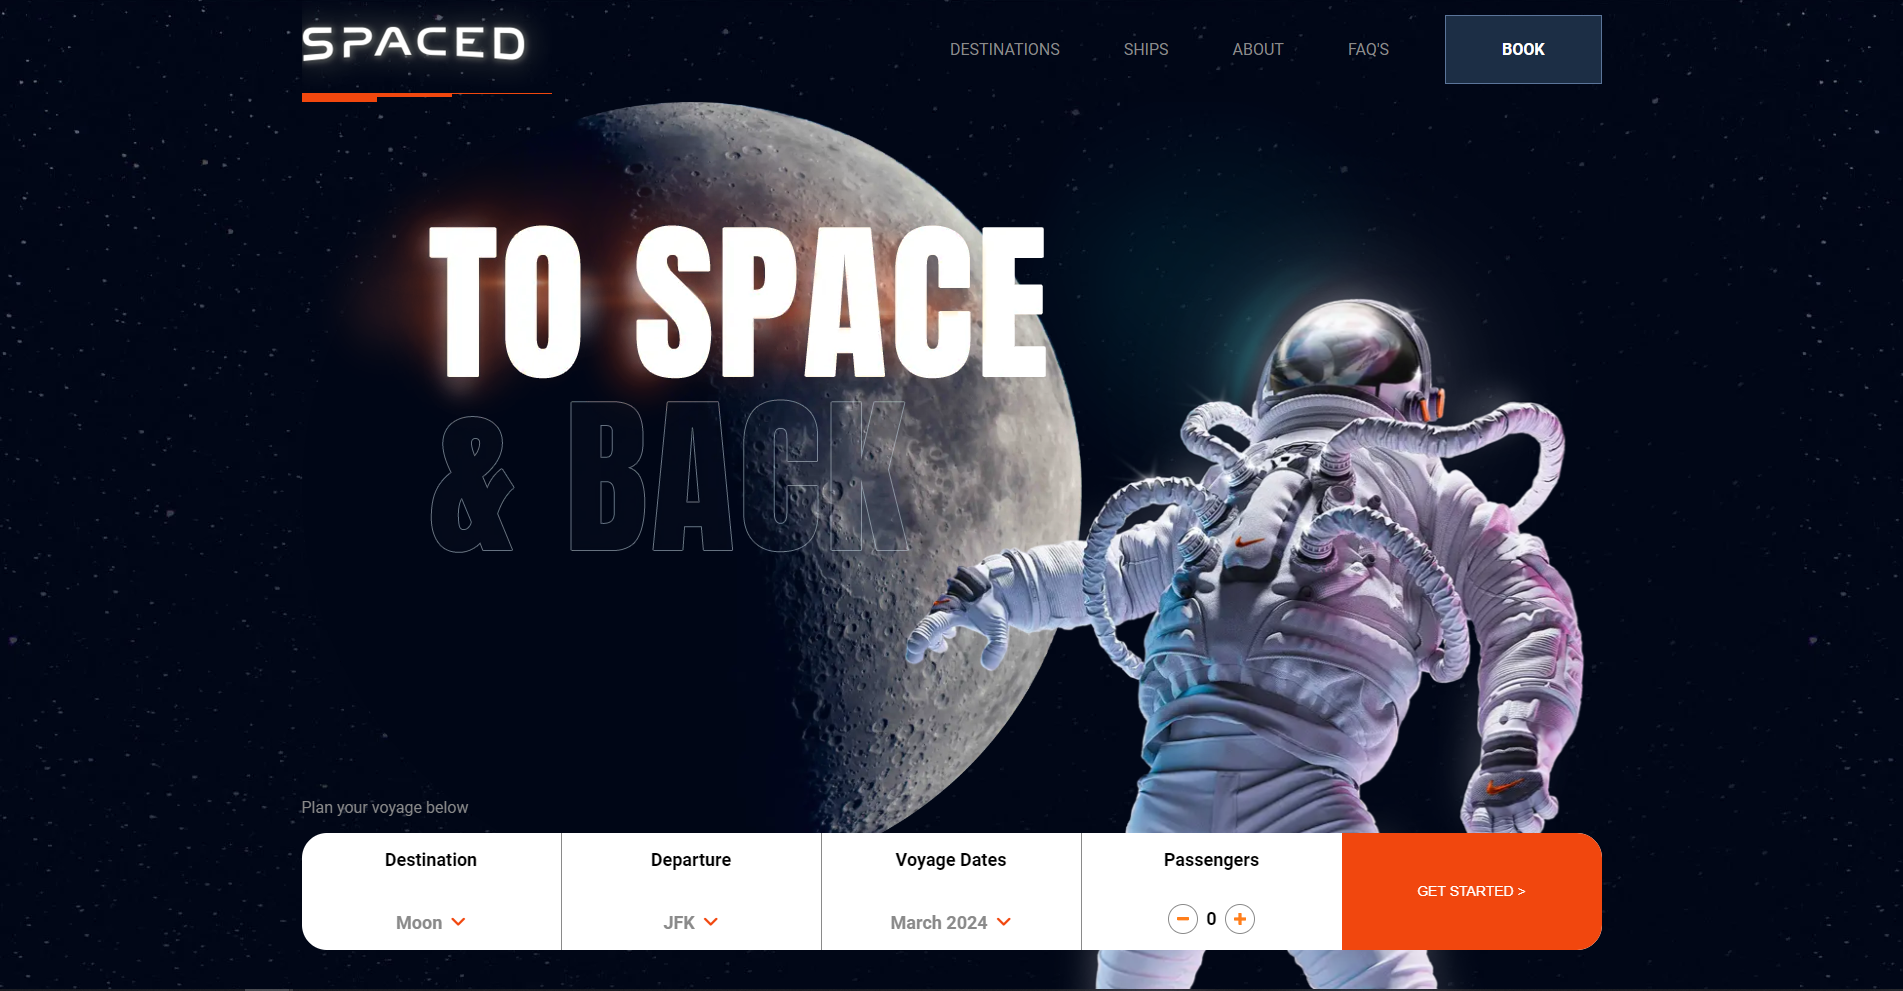 SPACED
DESTINATIONS SHIPS ABOUT FAQ'S BOOK
TO SPACE
& BACK
Plan your voyage below
Destination Departure Voyage Dates Passengers
GET STARTED >
Moon JFK March 2024 0